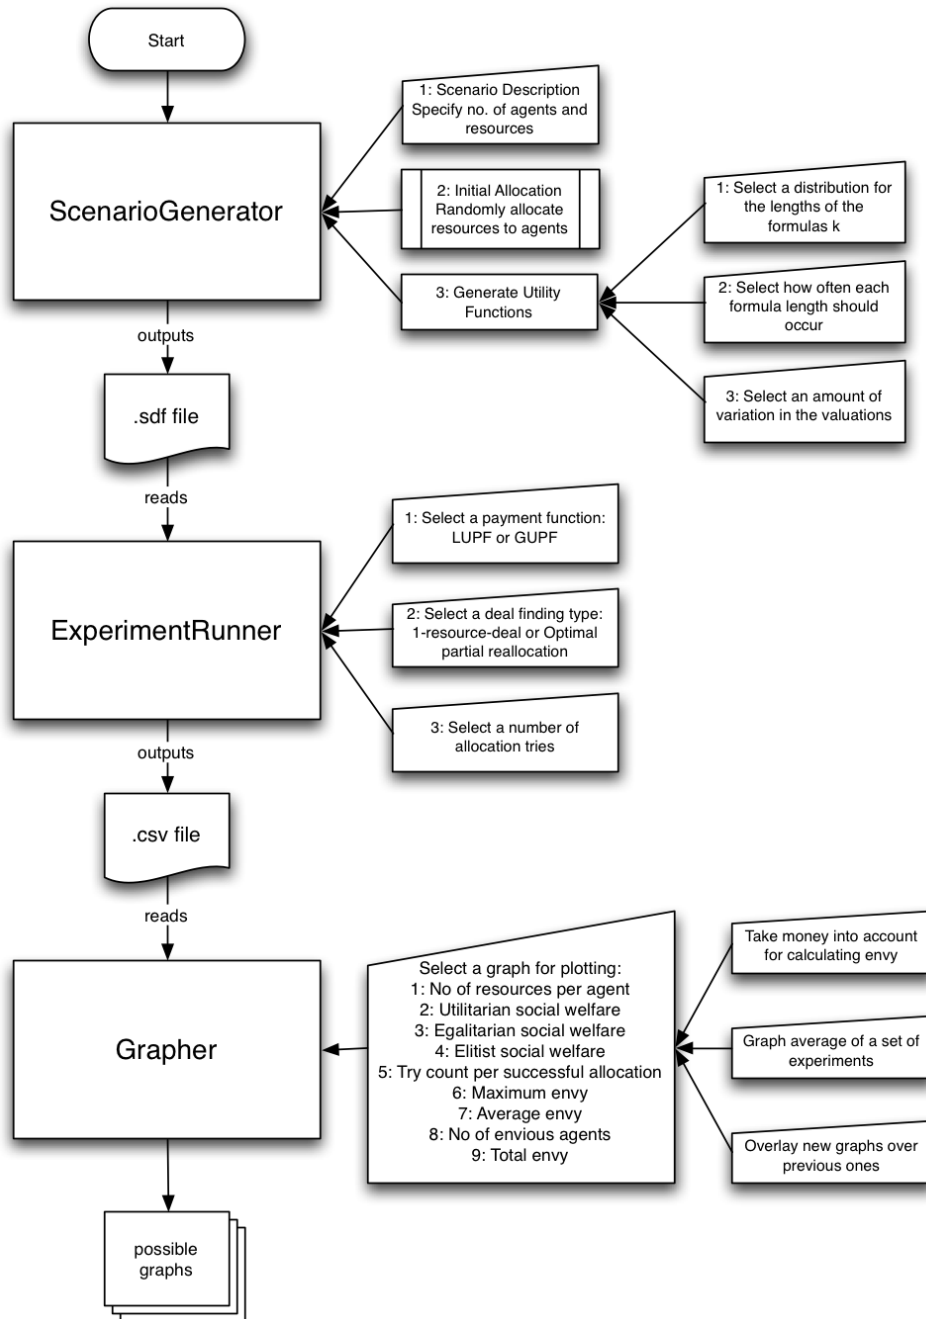 Start
1: Scenario Description
Specify no. of agents and
resources
ScenarioGenerator
2: Initial Allocation
Randomly allocate
resources to agents
3: Generate Utility
Functions
1: Select a distribution for
the lengths of the
formulas k
2: Select how often each
formula length should
occur
3: Select an amount of
variation in the valuations
outputs
.sdf file
reads
1: Select a payment function:
LUPF or GUPF
ExperimentRunner
2: Select a deal finding type:
1-resource-deal or Optimal
partial reallocation
3: Select a number of
allocation tries
outputs
.csv file
reads
Grapher
Select a graph for plotting:
1: No of resources per agent
2: Utilitarian social welfare
3: Egalitarian social welfare
4: Elitist social welfare
5: Try count per successful allocation
6: Maximum envy
7: Average envy
8: No of envious agents
9: Total envy
Take money into account
for calculating envy
Graph average of a set of
experiments
Overlay new graphs over
previous ones
possible
graphs